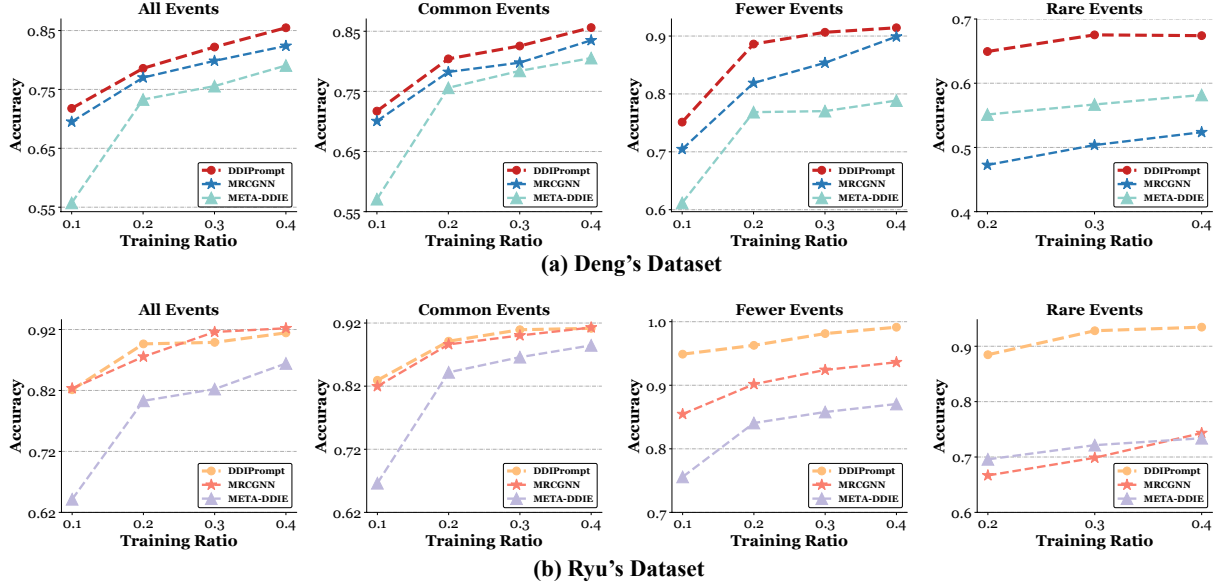 All Events
Common Events
Fewer Events
Rare Events
Accuracy
0.85
0.75
0.65
0.55
DDIPrompt
MRCGNN
META-DDIE
0.1 0.2 0.3 0.4
Training Ratio
Accuracy
0.85
0.75
0.65
0.55
DDIPrompt
MRCGNN
META-DDIE
0.1 0.2 0.3 0.4
Training Ratio
Accuracy
0.9
0.8
0.7
0.6
DDIPrompt
MRCGNN
META-DDIE
0.1 0.2 0.3 0.4
Training Ratio
Accuracy
0.7
0.6
0.5
0.4
DDIPrompt
MRCGNN
META-DDIE
0.2 0.3 0.4
Training Ratio
(a) Deng's Dataset
All Events
Common Events
Fewer Events
Rare Events
Accuracy
0.92
0.82
0.72
0.62
DDIPrompt
MRCGNN
META-DDIE
0.1 0.2 0.3 0.4
Training Ratio
Accuracy
0.92
0.82
0.72
0.62
DDIPrompt
MRCGNN
META-DDIE
0.1 0.2 0.3 0.4
Training Ratio
Accuracy
1.0
0.9
0.8
0.7
DDIPrompt
MRCGNN
META-DDIE
0.1 0.2 0.3 0.4
Training Ratio
Accuracy
0.9
0.8
0.7
0.6
DDIPrompt
MRCGNN
META-DDIE
0.2 0.3 0.4
Training Ratio
(b) Ryu's Dataset